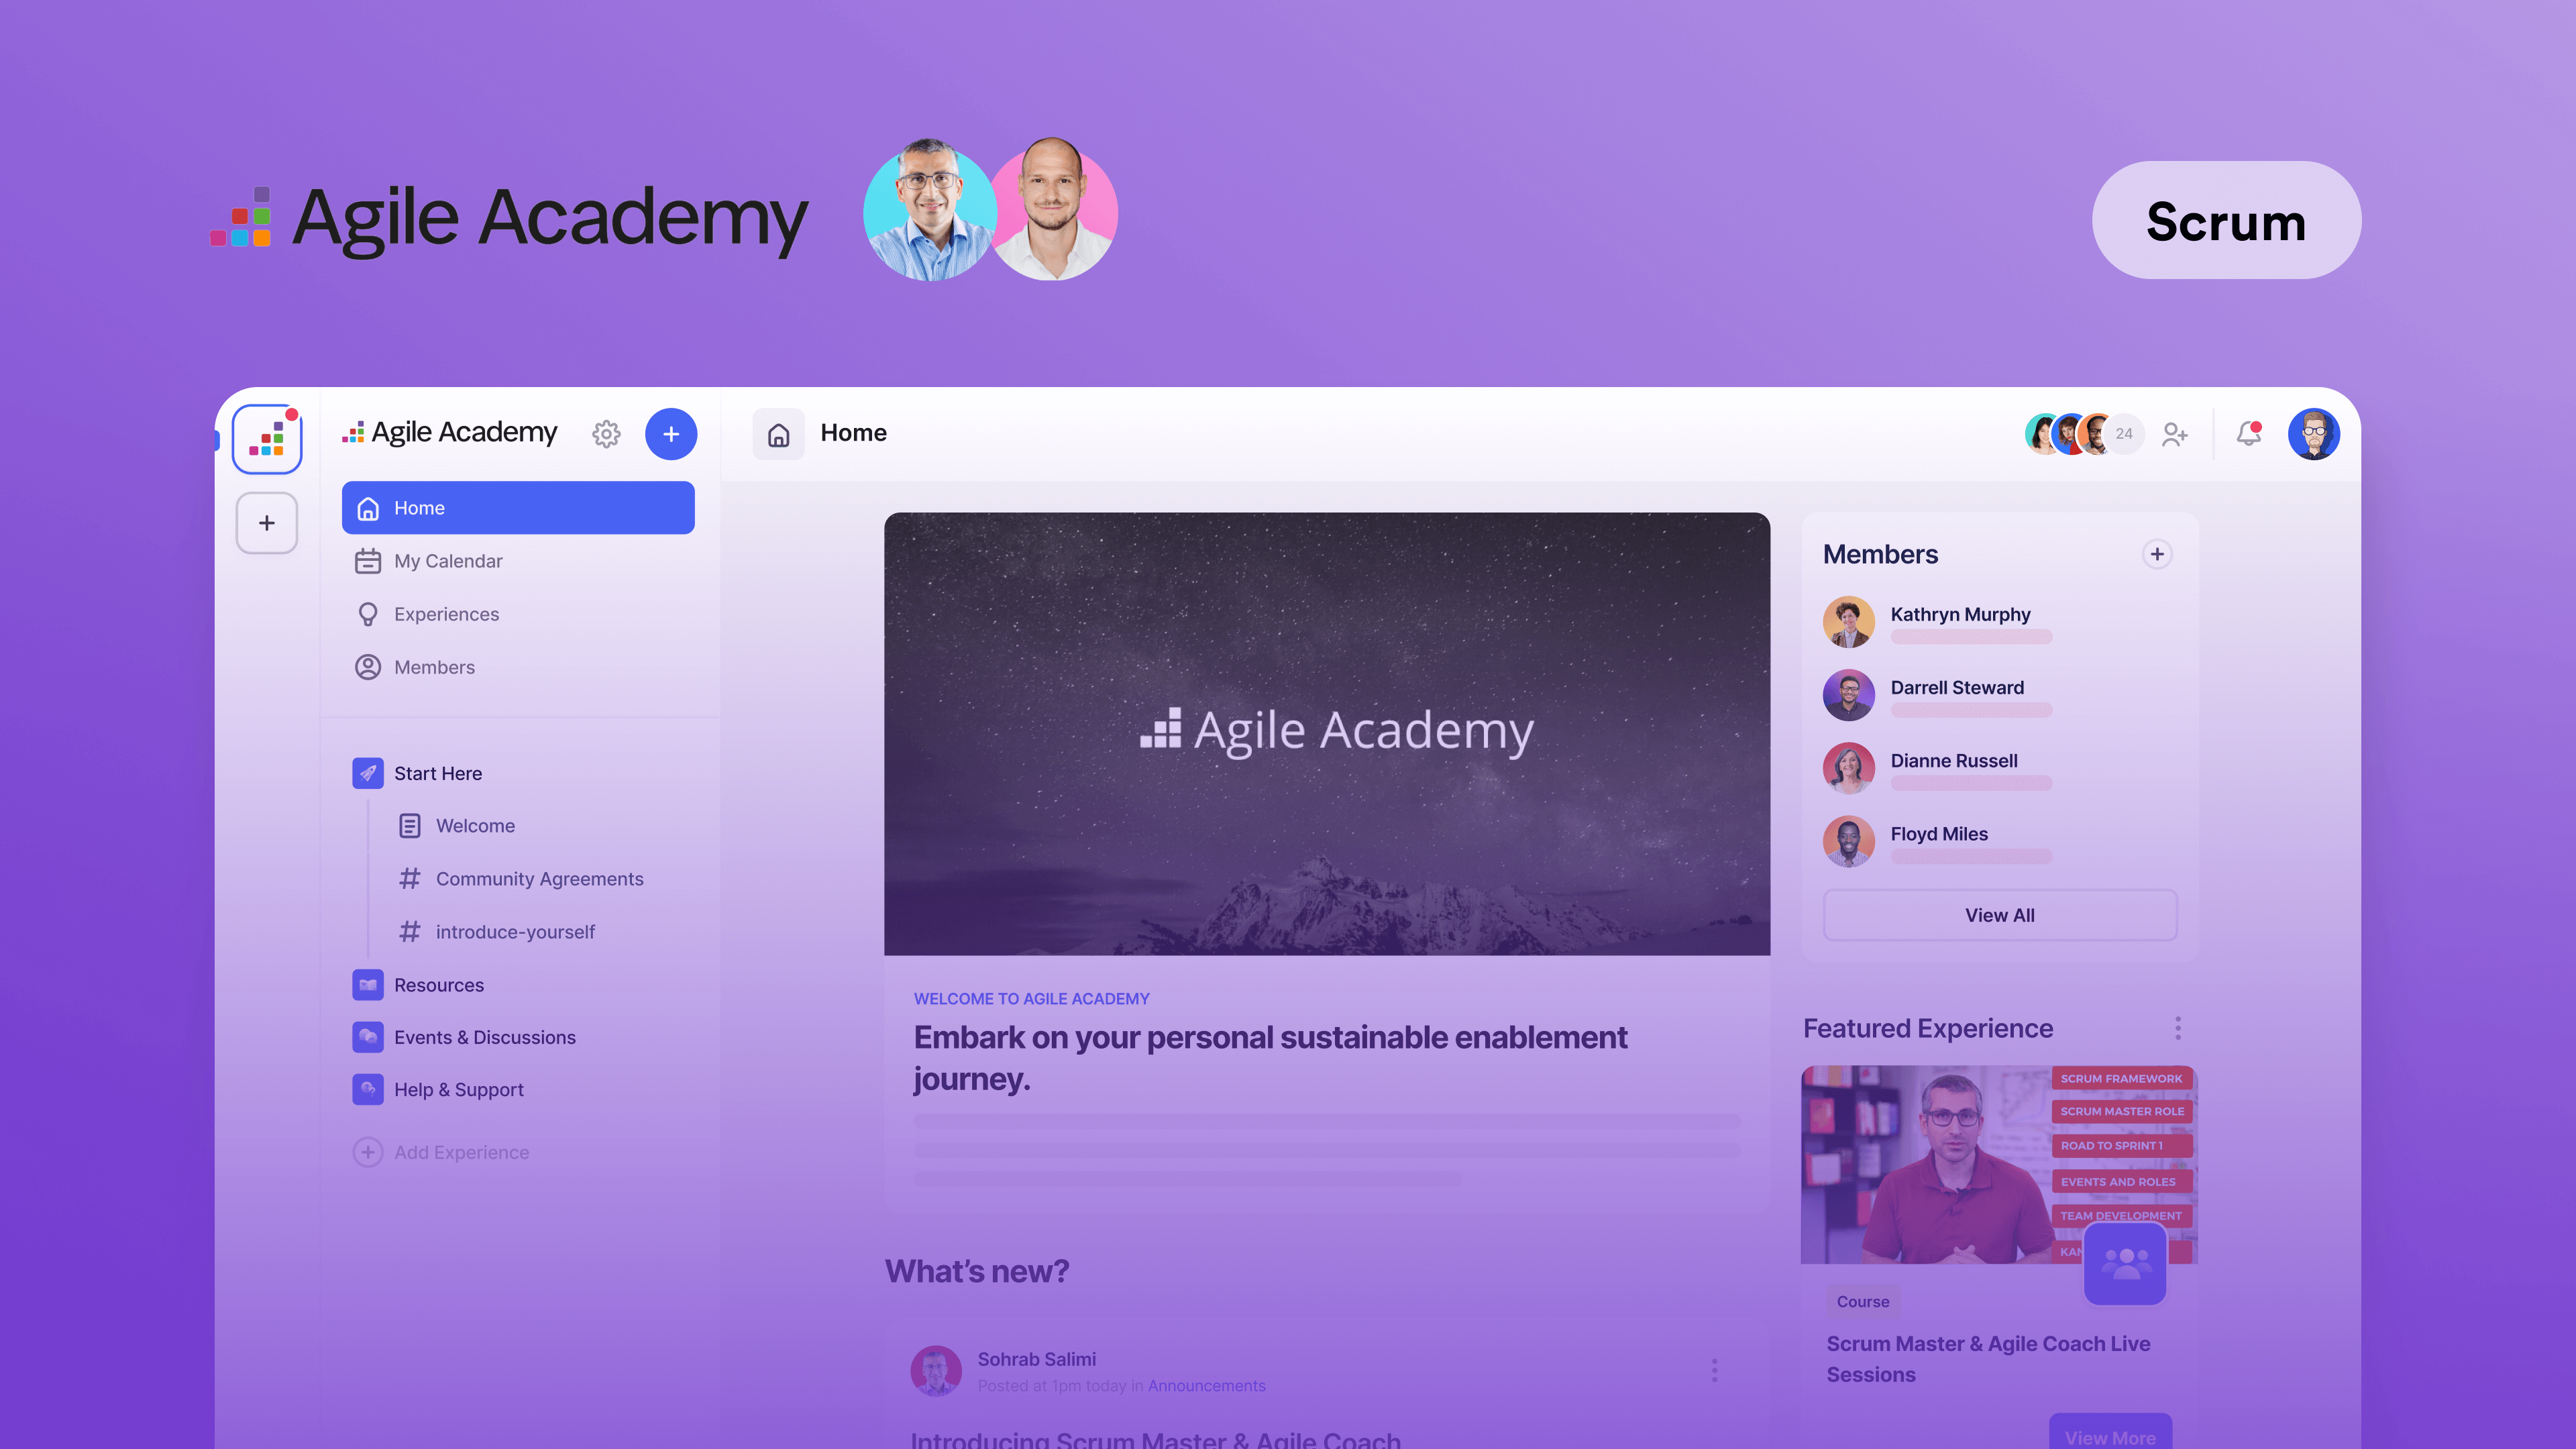 Agile Academy
Scrum
Agile Academy
Home
24
Home
My Calendar
Experiences
Members
Start Here
Welcome
Community Agreements
introduce-yourself
Resources
Events & Discussions
Help & Support
Add Experience
Agile Academy
WELCOME TO AGILE ACADEMY
Embark on your personal sustainable enablement
journey.
What's new?
Sohrab Salimi
Posted at 1pm today in Announcements
Introducing Scrum Master & Agile Coach
Members
Kathryn Murphy
Darrell Steward
Dianne Russell
Floyd Miles
View All
Featured Experience
SCRUM FRAMEWORK
SCRUM MASTER ROLE
ROAD TO SPRINT 1
EVENTS AND ROLES
TEAM DEVELOPMENT
Course
Scrum Master & Agile Coach Live
Sessions
View More